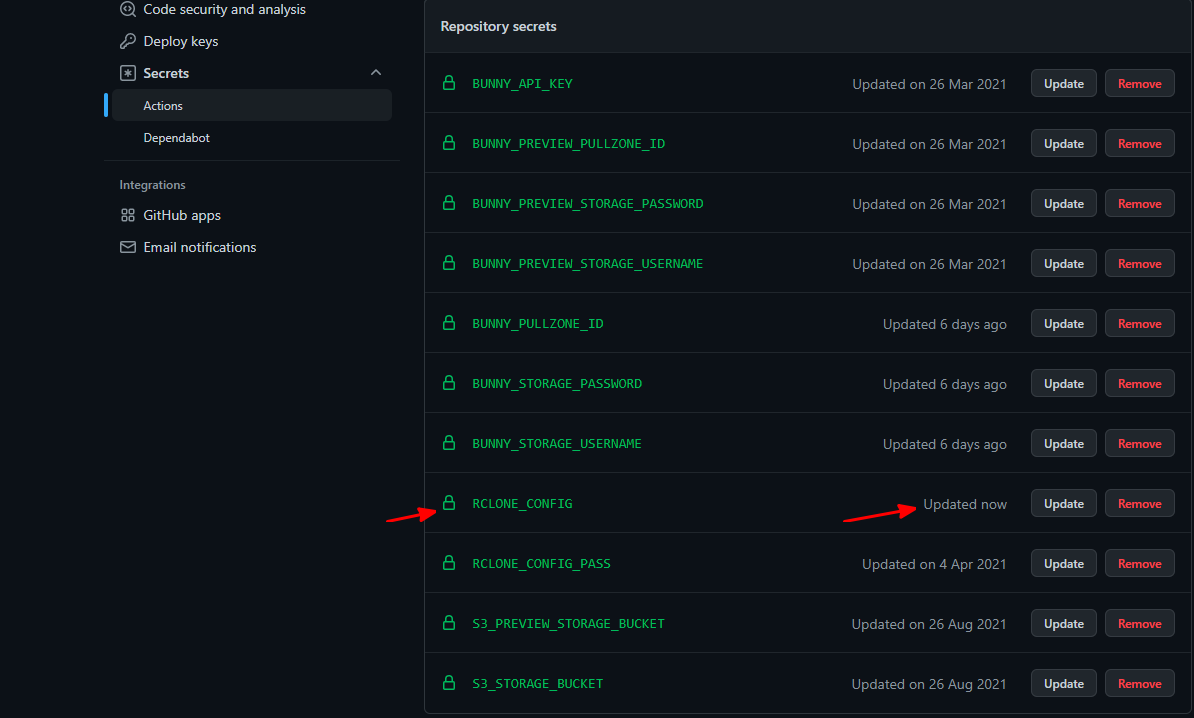 Code security and analysis
Deploy keys
Secrets
Actions
Dependabot
Integrations
GitHub apps
Email notifications
Repository secrets
BUNNY_API_KEY Updated on 26 Mar 2021 Update Remove
BUNNY_PREVIEW_PULLZONE_ID Updated on 26 Mar 2021 Update Remove
BUNNY_PREVIEW_STORAGE_PASSWORD Updated on 26 Mar 2021 Update Remove
BUNNY_PREVIEW_STORAGE_USERNAME Updated on 26 Mar 2021 Update Remove
BUNNY_PULLZONE_ID Updated 6 days ago Update Remove
BUNNY_STORAGE_PASSWORD Updated 6 days ago Update Remove
BUNNY_STORAGE_USERNAME Updated 6 days ago Update Remove
RCLONE_CONFIG Updated now Update Remove
RCLONE_CONFIG_PASS Updated on 4 Apr 2021 Update Remove
S3_PREVIEW_STORAGE_BUCKET Updated on 26 Aug 2021 Update Remove
S3_STORAGE_BUCKET Updated on 26 Aug 2021 Update Remove